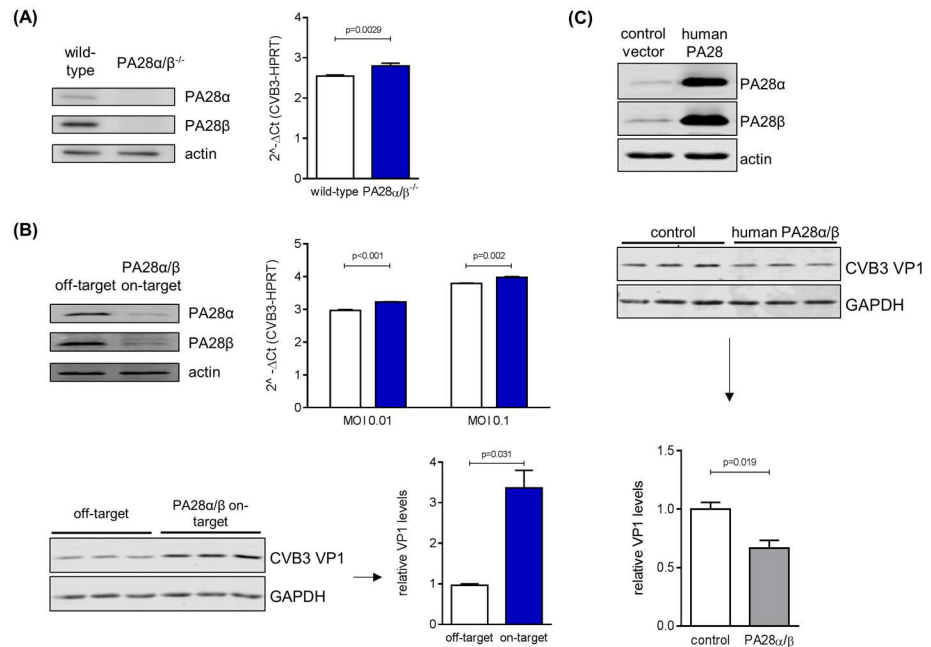 (A)
wild-
type
PA28α/β-/-
PA28α
PA28β
actin
2^-ΔCt (CVB3-HPRT)
4
3
2
1
0
p=0.0029
wild-type PA28α/β-/-
(B)
off-target
PA28α/β
on-target
PA28α
PA28β
actin
2^ -ΔCt (CVB3-HPRT)
5
4
3
2
1
0
p<0.001
p=0.002
MOI 0.01
MOI 0.1
off-target
PA28α/β on-
target
CVB3 VP1
GAPDH
relative VP1 levels
4
3
2
1
0
p=0.031
off-target on-target
(C)
control
vector
human
PA28
PA28α
PA28β
actin
control
human PA28α/β
CVB3 VP1
GAPDH
relative VP1 levels
1.5
1.0
0.5
0.0
p=0.019
control PA28α/β